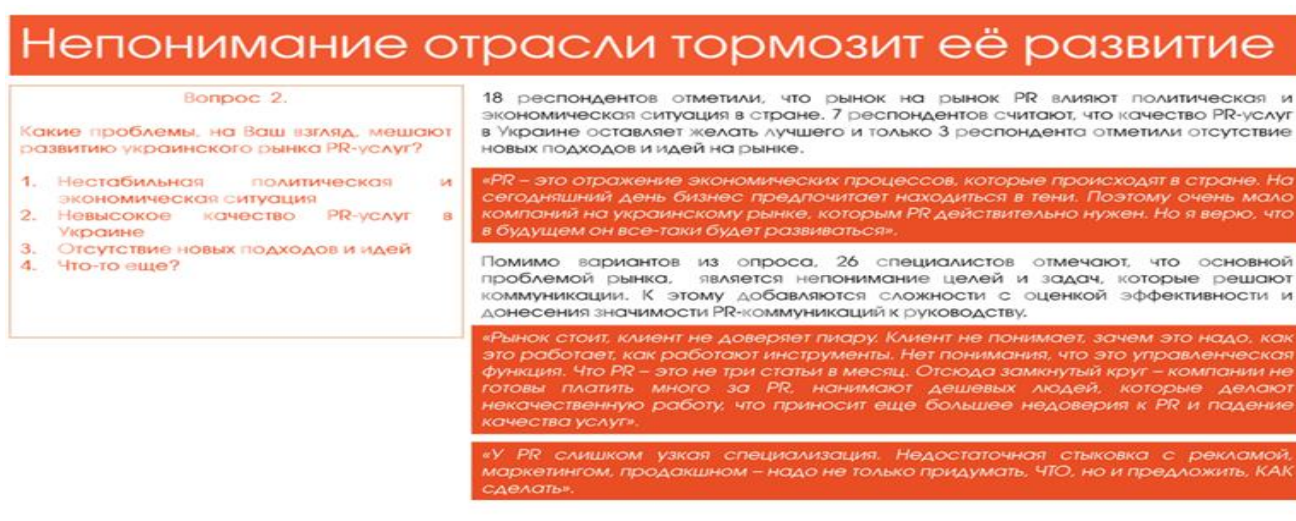 Непонимание отрасли тормозит её развитие
Вопрос 2.
Какие проблемы, на Ваш взгляд, мешают
развитию украинского рынка PR-услуг?
1. Нестабильная политическая и
экономическая ситуация
2. Невысокое качество PR-услуг в
Украине
3. Отсутствие новых подходов и идей
4. Что-то еще?
18 респондентов отметили, что рынок на рынок PR влияют политическая и
экономическая ситуация в стране. 7 респондентов считают, что качество PR-услуг
в Украине оставляет желать лучшего и только 3 респондента отметили отсутствие
новых подходов и идей на рынке.
«PR – это отражение экономических процессов, которые происходят в стране. На
сегодняшний день бизнес предпочитает находиться в тени. Поэтому очень мало
компаний на украинскому рынке, которым PR действительно нужен. Но я верю, что
в будущем он все-таки будет развиваться».
Помимо вариантов из опроса, 26 специалистов отмечают, что основной
проблемой рынка, является непонимание целей и задач, которые решают
коммуникации. К этому добавляются сложности с оценкой эффективности и
донесения значимости PR-коммуникаций к руководству.
«Рынок стоит, клиент не доверяет пиару. Клиент не понимает, зачем это надо, как
это работает, как работают инструменты. Нет понимания, что это управленческая
функция. Что PR – это не три статьи в месяц. Отсюда замкнутый круг – компании не
готовы платить много за PR, нанимают дешевых людей, которые делают
некачественную работу, что приносит еще большее недоверия к PR и падение
качества услуг».
«У PR слишком узкая специализация. Недостаточная стыковка с рекламой,
маркетингом, продакшном – надо не только придумать, ЧТО, но и предложить, КАК
сделать».